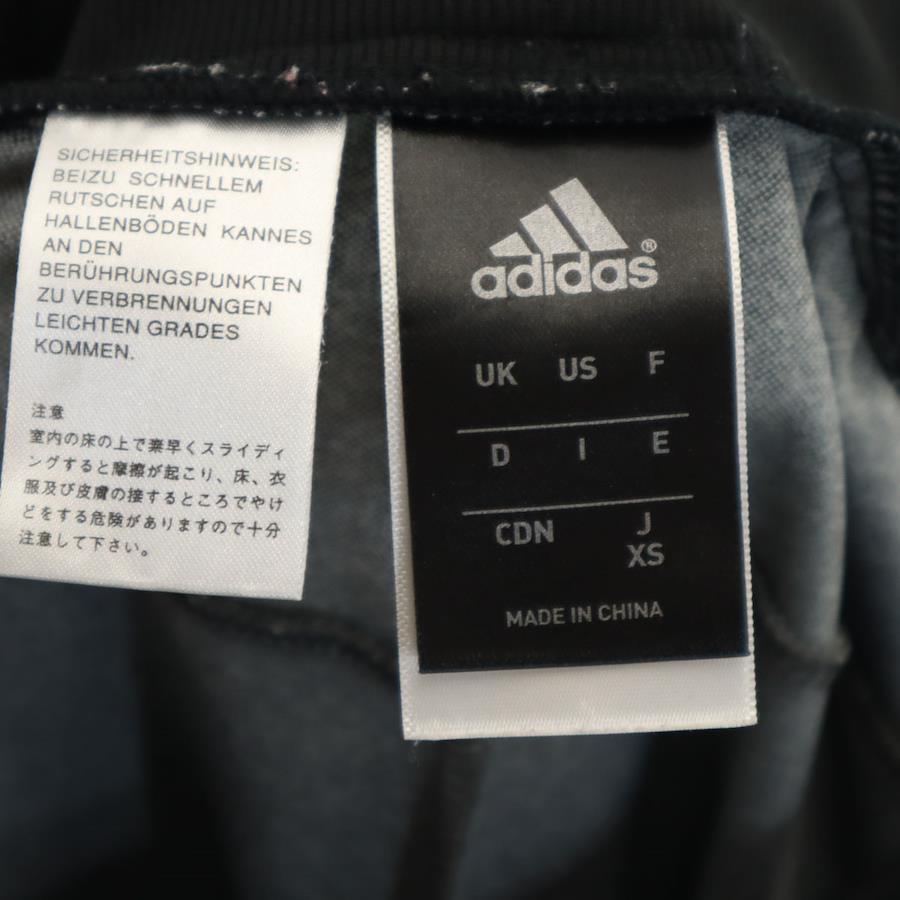 SICHERHEITSHINWEIS:
BEIZU SCHNELLEM
RUTSCHEN AUF
HALLENBÖDEN KANNES
AN DEN
BERÜHRUNGSPUNKTEN
ZU VERBRENNUNGEN
LEICHTEN GRADES
KOMMEN.
注意
室内の床の上で素早くスライディ
ングすると摩擦が起こり、床、衣
服及び皮膚の接するところでやけ
どをする危険がありますので十分
注意して下さい。
adidas®
UK US F
D I E
CDN J
XS
MADE IN CHINA